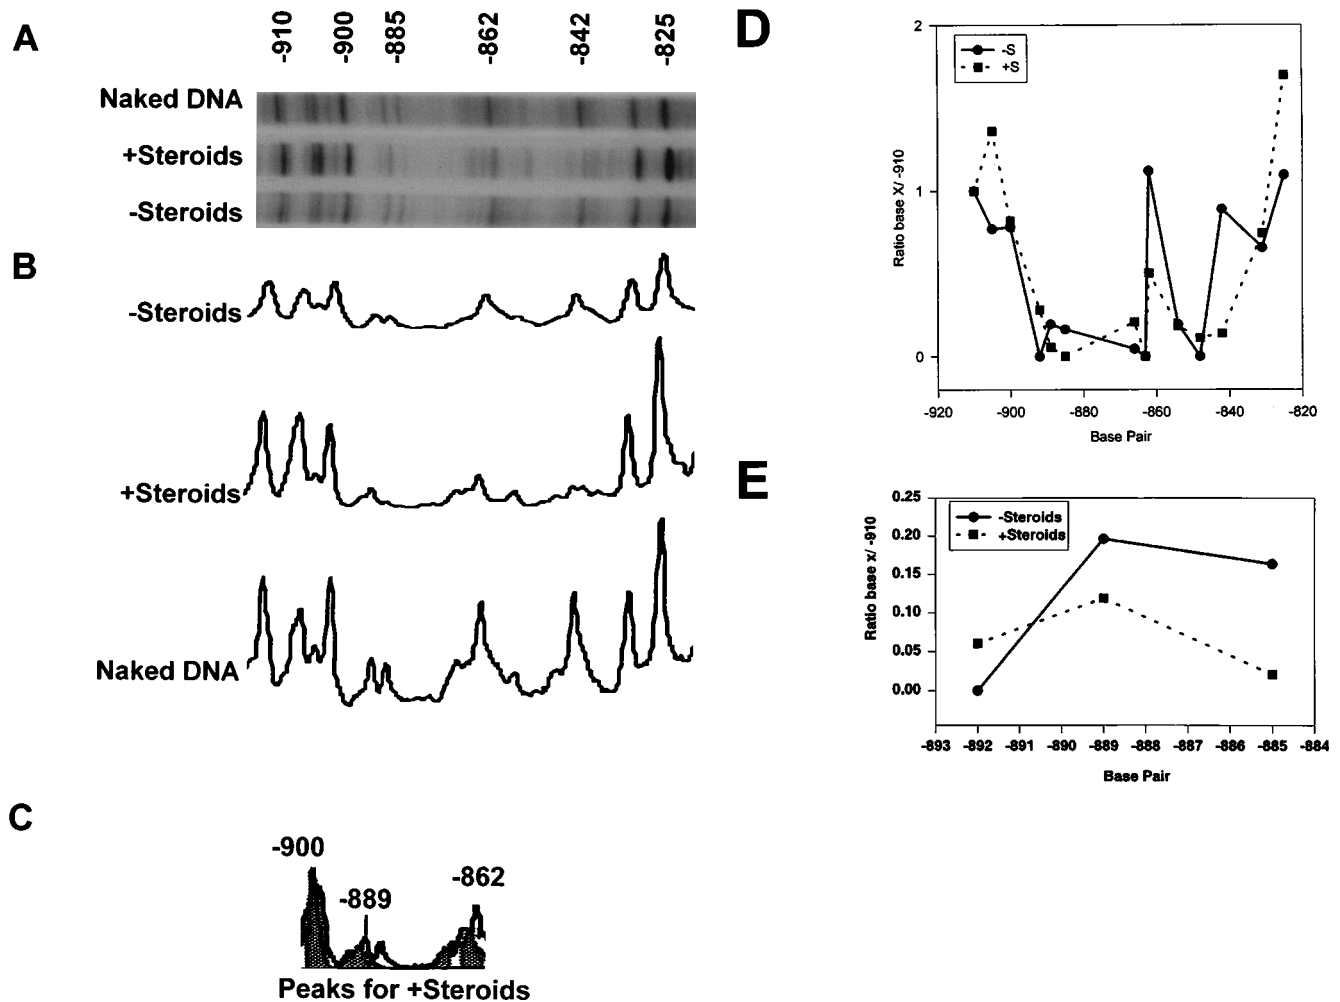 A
-910 -900 -885 -862 -842 -825
Naked DNA
+Steroids
-Steroids
B
-Steroids
+Steroids
Naked DNA
C
-900
-889
-862
Peaks for +Steroids
D
2
1
0
Ratio base X/ -910
-S
+S
-920 -900 -880 -860 -840 -820
Base Pair
E
0.25
0.20
0.15
0.10
0.05
0.00
Ratio base x/ -910
-Steroids
+Steroids
-893 -892 -891 -890 -889 -888 -887 -886 -885 -884
Base Pair